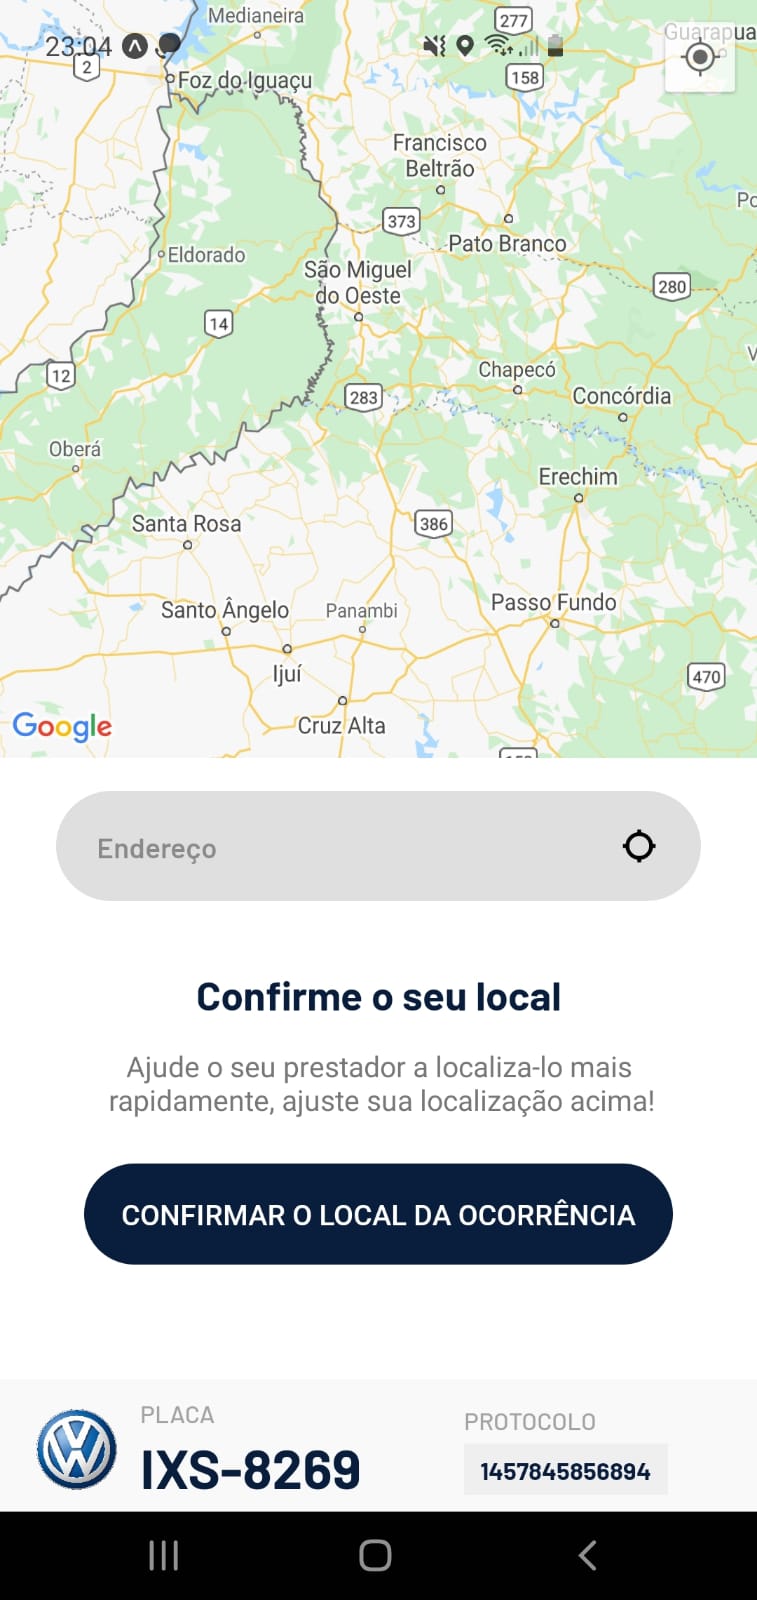 Medianeira
277
Guarapua
23:04
2
158
Foz do Iguaçu
Francisco
Beltrão
373
Pato Branco
Eldorado
São Miguel
do Oeste
280
14
Chapecó
12
283
Concórdia
Oberá
Erechim
Santa Rosa
386
Santo Ângelo
Panambi
Passo Fundo
Ijuí
470
Google
Cruz Alta
Endereço
Confirme o seu local
Ajude o seu prestador a localiza-lo mais
rapidamente, ajuste sua localização acima!
CONFIRMAR O LOCAL DA OCORRÊNCIA
PLACA
PROTOCOLO
IXS-8269
1457845856894